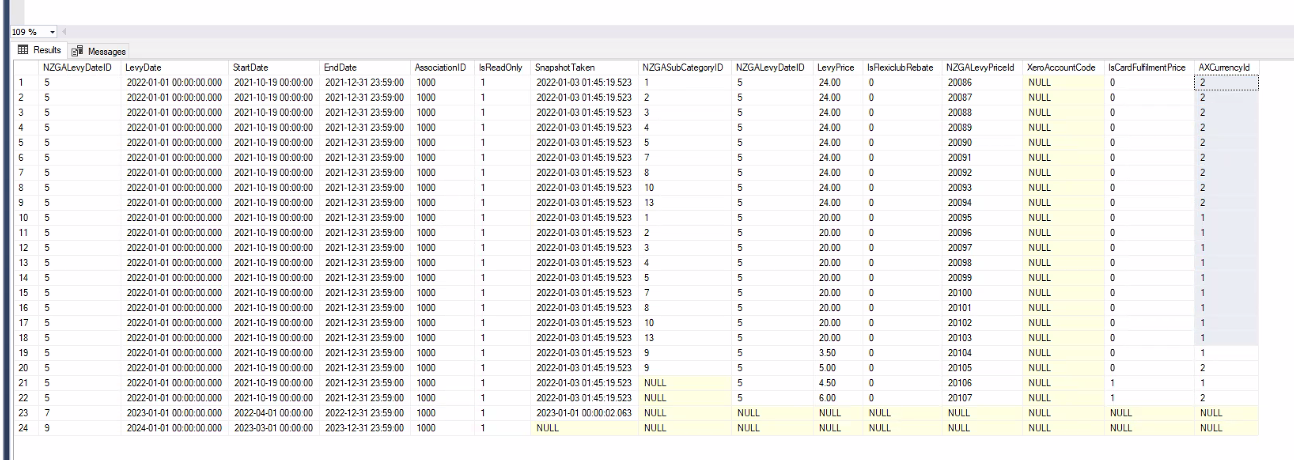 109 %
Results Messages
NZGALevyDateID LevyDate StartDate EndDate AssociationID IsReadOnly SnapshotTaken NZGASubCategoryID NZGALevyDateID LevyPrice IsRexiclubRebate NZGALevyPriceId XeroAccountCode IsCardFulfilmentPrice AXCurrencyId
1 5 2022-01-01 00:00:00.000 2021-10-19 00:00:00 2021-12-31 23:59:00 1000 1 2022-01-03 01:45:19.523 1 5 24.00 0 20086 NULL 0 2
2 5 2022-01-01 00:00:00.000 2021-10-19 00:00:00 2021-12-31 23:59:00 1000 1 2022-01-03 01:45:19.523 2 5 24.00 0 20087 NULL 0 2
3 5 2022-01-01 00:00:00.000 2021-10-19 00:00:00 2021-12-31 23:59:00 1000 1 2022-01-03 01:45:19.523 3 5 24.00 0 20088 NULL 0 2
4 5 2022-01-01 00:00:00.000 2021-10-19 00:00:00 2021-12-31 23:59:00 1000 1 2022-01-03 01:45:19.523 4 5 24.00 0 20089 NULL 0 2
5 5 2022-01-01 00:00:00.000 2021-10-19 00:00:00 2021-12-31 23:59:00 1000 1 2022-01-03 01:45:19.523 5 5 24.00 0 20090 NULL 0 2
6 5 2022-01-01 00:00:00.000 2021-10-19 00:00:00 2021-12-31 23:59:00 1000 1 2022-01-03 01:45:19.523 7 5 24.00 0 20091 NULL 0 2
7 5 2022-01-01 00:00:00.000 2021-10-19 00:00:00 2021-12-31 23:59:00 1000 1 2022-01-03 01:45:19.523 8 5 24.00 0 20092 NULL 0 2
8 5 2022-01-01 00:00:00.000 2021-10-19 00:00:00 2021-12-31 23:59:00 1000 1 2022-01-03 01:45:19.523 10 5 24.00 0 20093 NULL 0 2
9 5 2022-01-01 00:00:00.000 2021-10-19 00:00:00 2021-12-31 23:59:00 1000 1 2022-01-03 01:45:19.523 13 5 24.00 0 20094 NULL 0 2
10 5 2022-01-01 00:00:00.000 2021-10-19 00:00:00 2021-12-31 23:59:00 1000 1 2022-01-03 01:45:19.523 1 5 20.00 0 20095 NULL 0 1
11 5 2022-01-01 00:00:00.000 2021-10-19 00:00:00 2021-12-31 23:59:00 1000 1 2022-01-03 01:45:19.523 2 5 20.00 0 20096 NULL 0 1
12 5 2022-01-01 00:00:00.000 2021-10-19 00:00:00 2021-12-31 23:59:00 1000 1 2022-01-03 01:45:19.523 3 5 20.00 0 20097 NULL 0 1
13 5 2022-01-01 00:00:00.000 2021-10-19 00:00:00 2021-12-31 23:59:00 1000 1 2022-01-03 01:45:19.523 4 5 20.00 0 20098 NULL 0 1
14 5 2022-01-01 00:00:00.000 2021-10-19 00:00:00 2021-12-31 23:59:00 1000 1 2022-01-03 01:45:19.523 5 5 20.00 0 20099 NULL 0 1
15 5 2022-01-01 00:00:00.000 2021-10-19 00:00:00 2021-12-31 23:59:00 1000 1 2022-01-03 01:45:19.523 7 5 20.00 0 20100 NULL 0 1
16 5 2022-01-01 00:00:00.000 2021-10-19 00:00:00 2021-12-31 23:59:00 1000 1 2022-01-03 01:45:19.523 8 5 20.00 0 20101 NULL 0 1
17 5 2022-01-01 00:00:00.000 2021-10-19 00:00:00 2021-12-31 23:59:00 1000 1 2022-01-03 01:45:19.523 10 5 20.00 0 20102 NULL 0 1
18 5 2022-01-01 00:00:00.000 2021-10-19 00:00:00 2021-12-31 23:59:00 1000 1 2022-01-03 01:45:19.523 13 5 20.00 0 20103 NULL 0 1
19 5 2022-01-01 00:00:00.000 2021-10-19 00:00:00 2021-12-31 23:59:00 1000 1 2022-01-03 01:45:19.523 9 5 3.50 0 20104 NULL 0 1
20 5 2022-01-01 00:00:00.000 2021-10-19 00:00:00 2021-12-31 23:59:00 1000 1 2022-01-03 01:45:19.523 9 5 5.00 0 20105 NULL 0 2
21 5 2022-01-01 00:00:00.000 2021-10-19 00:00:00 2021-12-31 23:59:00 1000 1 2022-01-03 01:45:19.523 NULL 5 4.50 0 20106 NULL 1 1
22 5 2022-01-01 00:00:00.000 2021-10-19 00:00:00 2021-12-31 23:59:00 1000 1 2022-01-03 01:45:19.523 NULL 5 6.00 0 20107 NULL 1 2
23 7 2023-01-01 00:00:00.000 2022-04-01 00:00:00 2022-12-31 23:59:00 1000 1 2023-01-01 00:00:02.063 NULL NULL NULL NULL NULL NULL NULL NULL
24 9 2024-01-01 00:00:00.000 2023-03-01 00:00:00 2023-12-31 23:59:00 1000 1 NULL NULL NULL NULL NULL NULL NULL NULL NULL